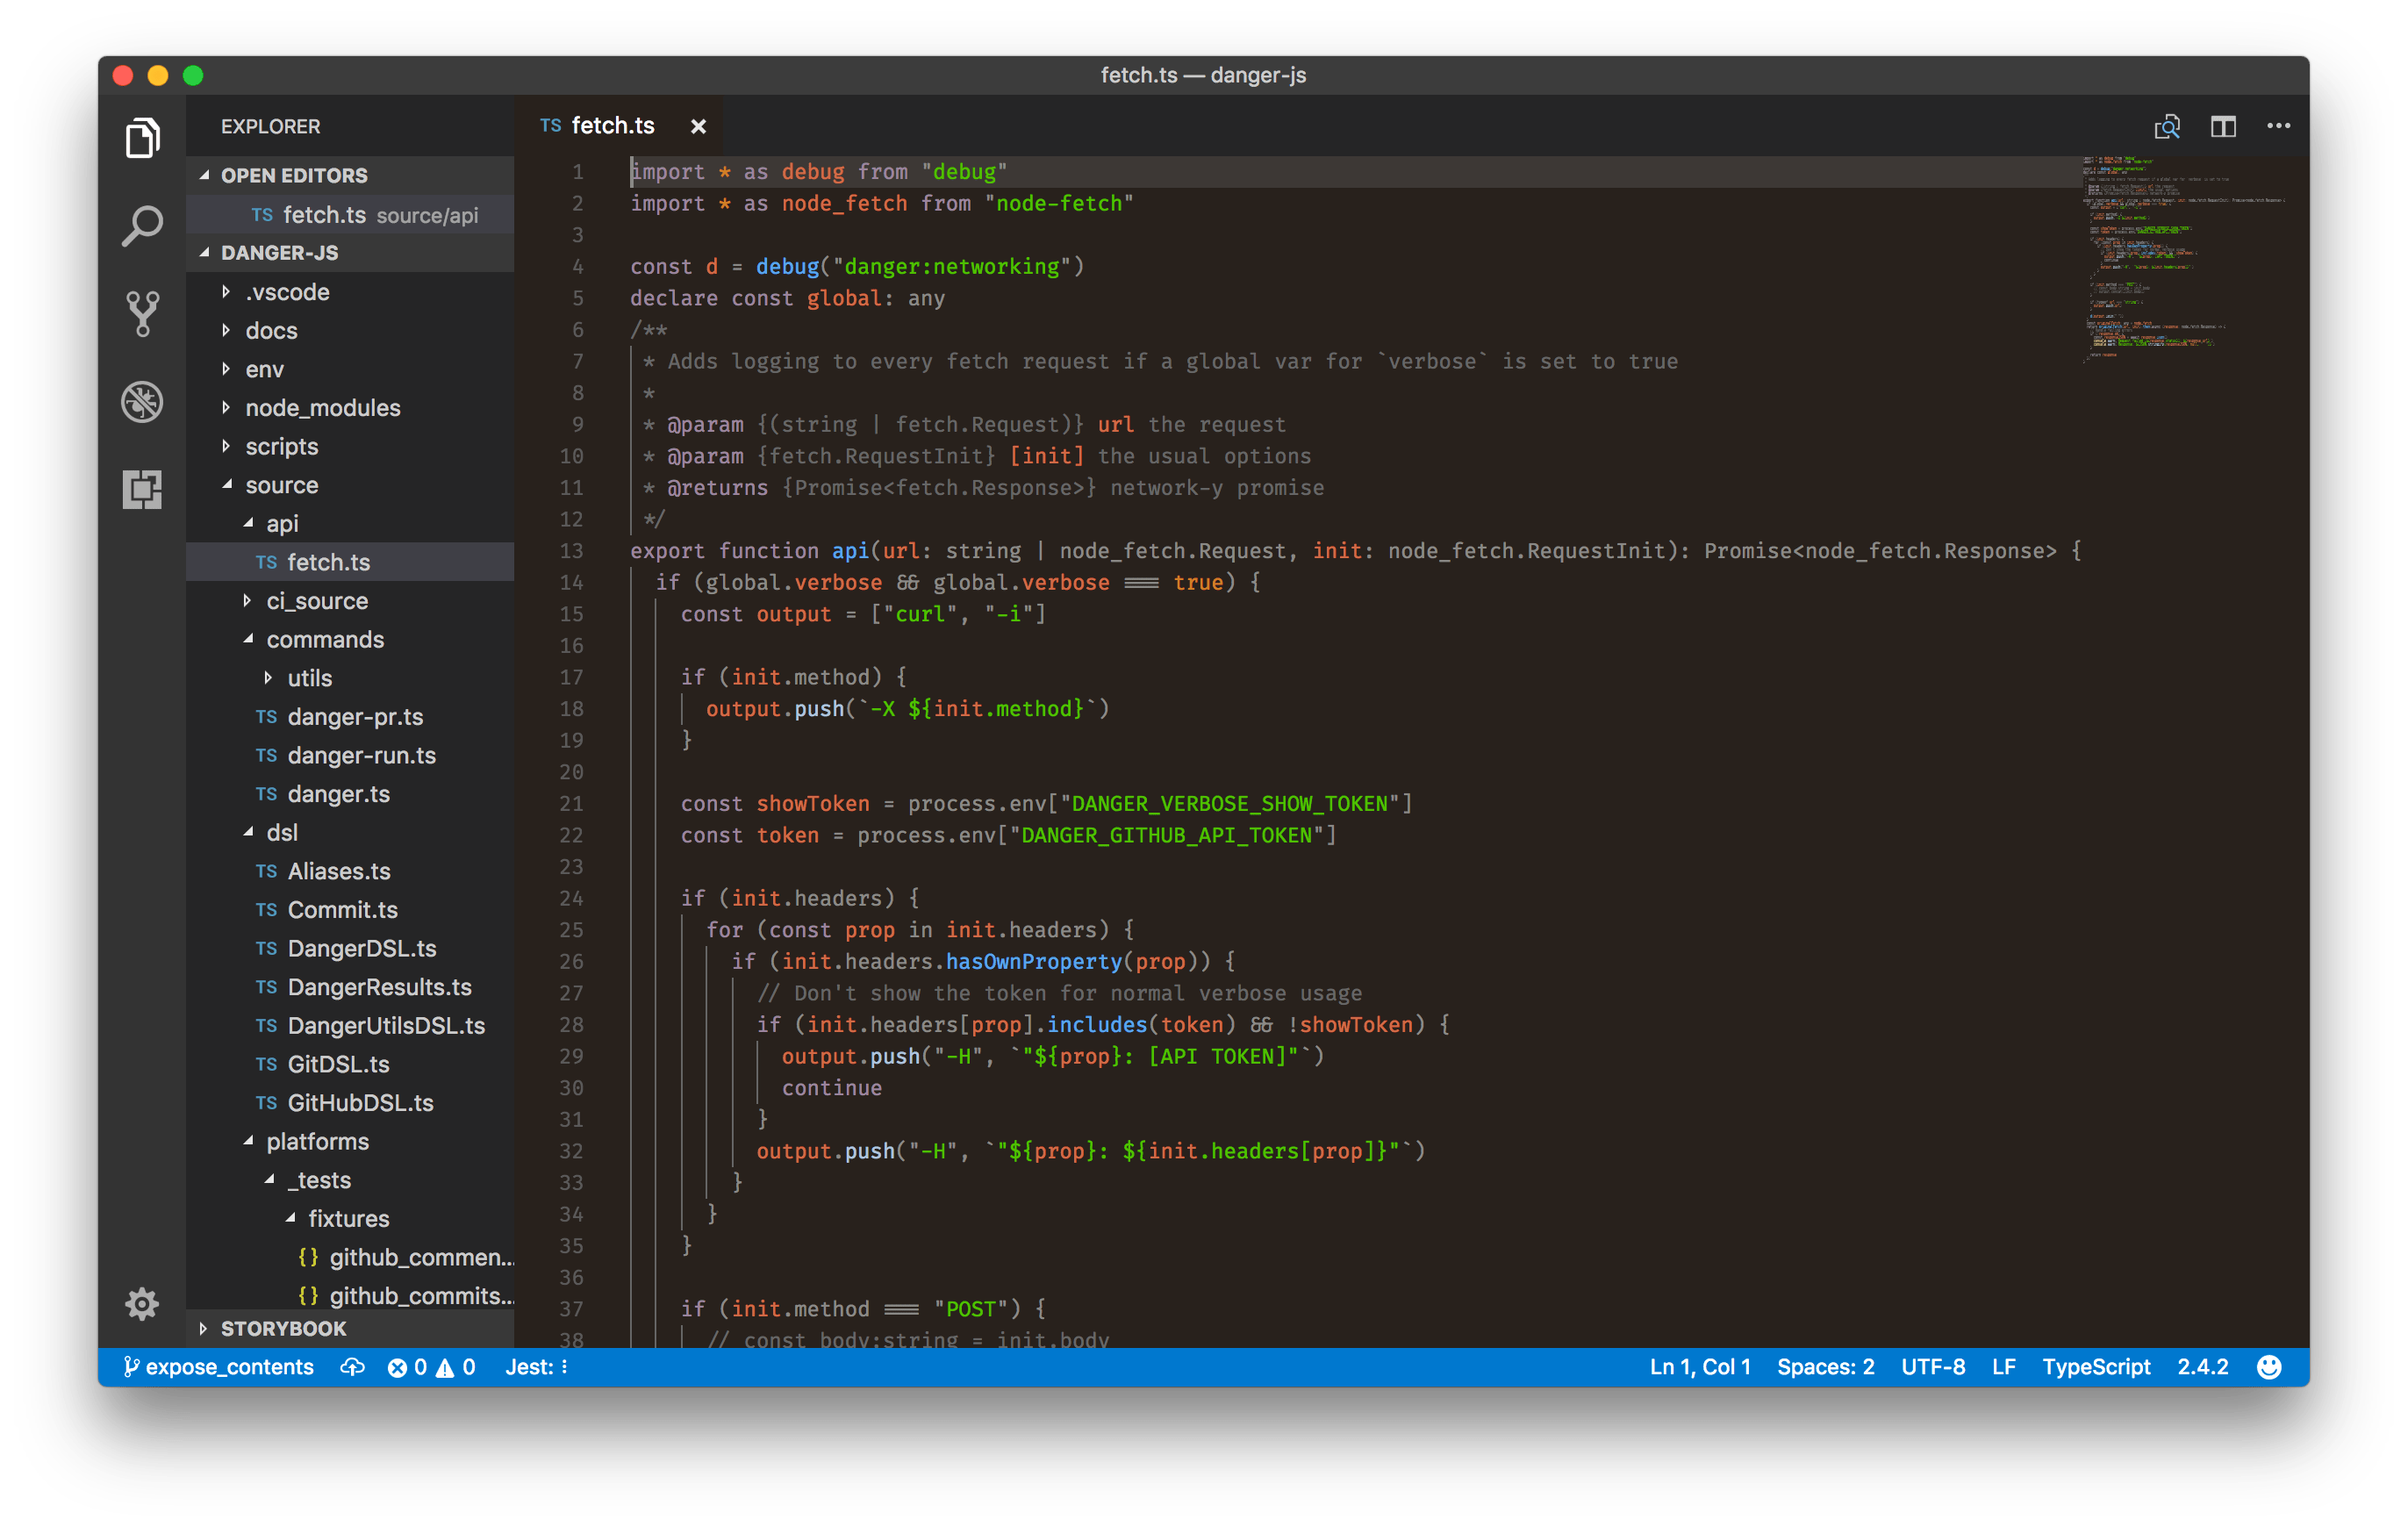 fetch.ts — danger-js
EXPLORER
OPEN EDITORS
TS fetch.ts source/api
DANGER-JS
.vscode
docs
env
node_modules
scripts
source
api
TS fetch.ts
ci_source
commands
utils
TS danger-pr.ts
TS danger-run.ts
TS danger.ts
dsl
TS Aliases.ts
TS Commit.ts
TS DangerDSL.ts
TS DangerResults.ts
TS DangerUtilsDSL.ts
TS GitDSL.ts
TS GitHubDSL.ts
platforms
_tests
fixtures
{} github_commen...
{} github_commits...
STORYBOOK
TS fetch.ts
1 import * as debug from "debug"
2 import * as node_fetch from "node-fetch"
3
4 const d = debug("danger:networking")
5 declare const global: any
6 /**
7 * Adds logging to every fetch request if a global var for `verbose` is set to true
8 *
9 * @param {(string | fetch.Request)} url the request
10 * @param {fetch.RequestInit} [init] the usual options
11 * @returns {Promise<fetch.Response>} network-y promise
12 */
13 export function api(url: string | node_fetch.Request, init: node_fetch.RequestInit): Promise<node_fetch.Response> {
14 if (global.verbose && global.verbose === true) {
15 const output = ["curl", "-i"]
16
17 if (init.method) {
18 output.push(`-X ${init.method}`)
19 }
20
21 const showToken = process.env["DANGER_VERBOSE_SHOW_TOKEN"]
22 const token = process.env["DANGER_GITHUB_API_TOKEN"]
23
24 if (init.headers) {
25 for (const prop in init.headers) {
26 if (init.headers.hasOwnProperty(prop)) {
27 // Don't show the token for normal verbose usage
28 if (init.headers[prop].includes(token) && !showToken) {
29 output.push("-H", `"${prop}: [API TOKEN]"`)
30 continue
31 }
32 output.push("-H", `"${prop}: ${init.headers[prop]}"`)
33 }
34 }
35 }
36
37 if (init.method === "POST") {
38 // const body:string = init.body
expose_contents 0 0 Jest: Ln 1, Col 1 Spaces: 2 UTF-8 LF TypeScript 2.4.2